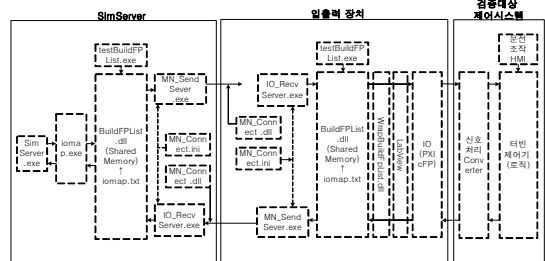 SimServer
testBuildFP
List.exe
MN_Send
Sever
.exe
Sim
Server
.exe
ioma
p.exe
BuildFPList
.dll
(Shared
Memory)
↑
iomap.txt
MN_Conn
ect.ini
MN_Conn
ect .dll
IO_Recv
Server.exe
입출력 장치
testBuildFP
List.exe
IO_Recv
Server.exe
MN_Conn
ect .dll
MN_Conn
ect.ini
MN_Send
Sever.exe
BuildFPList
.dll
(Shared
Memory)
↑
iomap.txt
WrapBuildFpList.dll
LabView
IO
(PXI
cFP)
검증대상
제어시스템
운전
조작
HMI
신호
처리
Conv
erter
터빈
제어기
(로직)